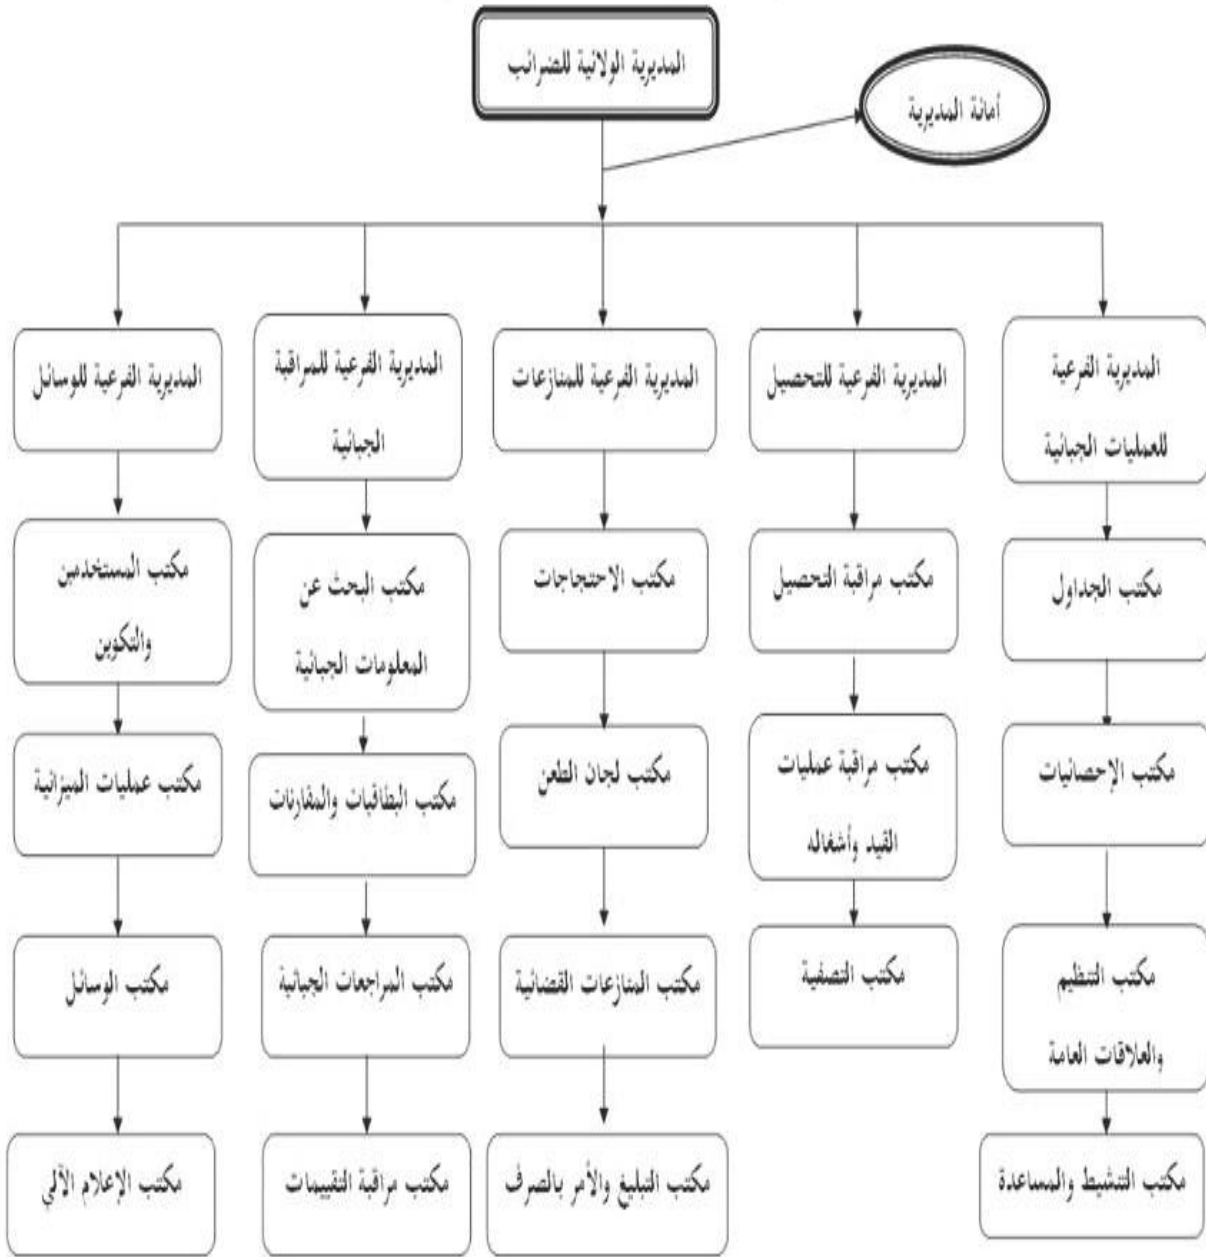 المديرية الولائية للضرائب
أمانة المديرية
المديرية الفرعية
للعمليات الجبائية
مكتب الجداول
مكتب الإحصائيات
مكتب التنظيم
والعلاقات العامة
مكتب التنشيط والمساعدة
المديرية الفرعية للتحصيل
مكتب مراقبة التحصيل
مكتب مراقبة عمليات
القيد وأشغاله
مكتب التصفية
المديرية الفرعية للمنازعات
مكتب الاحتجاجات
مكتب لجان الطعن
مكتب المنازعات القضائية
مكتب التبليغ والأمر بالصرف
المديرية الفرعية للمراقبة
الجبائية
مكتب البحث عن
المعلومات الجبائية
مكتب البطاقيات والمقارنات
مكتب المراجعات الجبائية
مكتب مراقبة التقييمات
المديرية الفرعية للوسائل
مكتب المستخدمين
والتكوين
مكتب عمليات الميزانية
مكتب الوسائل
مكتب الإعلام الآلي